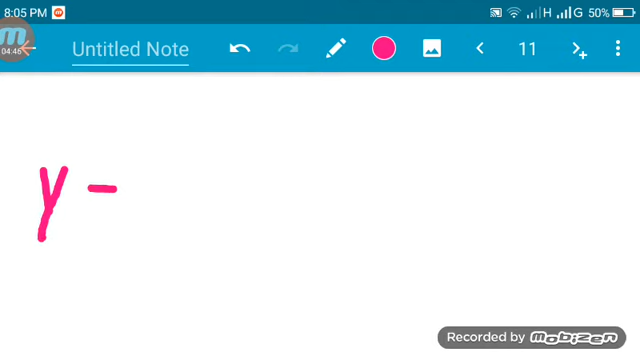 8:05 PM H G 50%
04:46
Untitled Note 11
y -
Recorded by mobizen